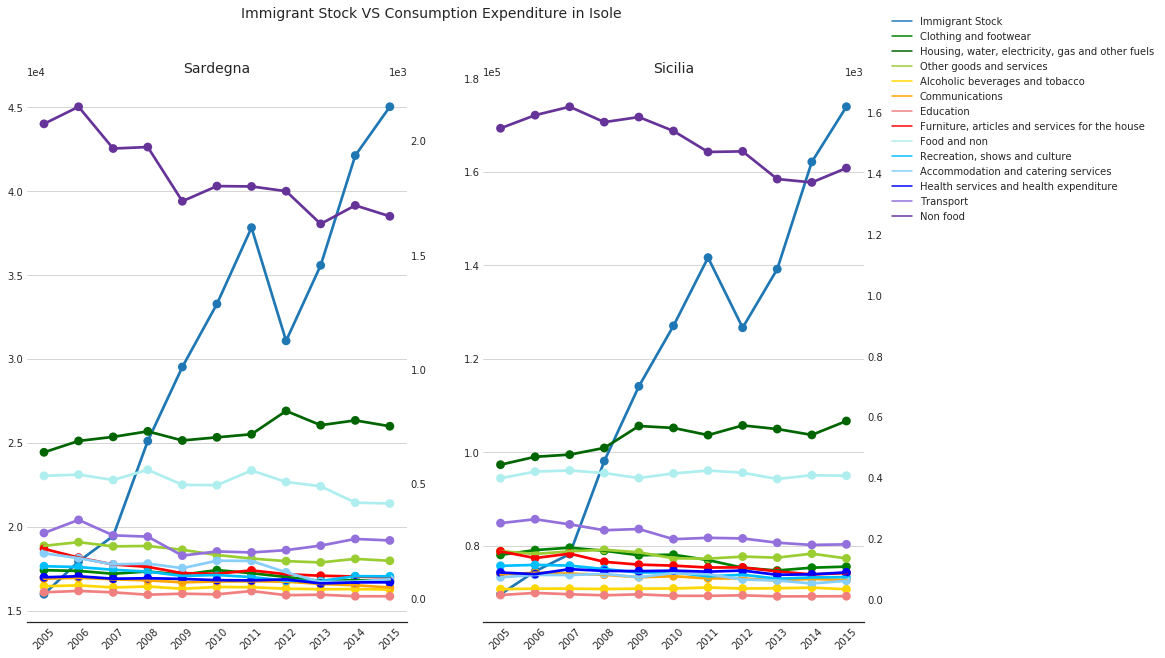 Immigrant Stock VS Consumption Expenditure in Isole
Immigrant Stock
Clothing and footwear
Housing, water, electricity, gas and other fuels
Other goods and services
Alcoholic beverages and tobacco
Communications
Education
Furniture, articles and services for the house
Food and non
Recreation, shows and culture
Accommodation and catering services
Health services and health expenditure
Transport
Non food
1e4 Sardegna 1e3
4.5
4.0
3.5
3.0
2.5
2.0
1.5
2.0
1.5
1.0
0.5
0.0
2005 2006 2007 2008 2009 2010 2011 2012 2013 2014 2015
1e5 Sicilia 1e3
1.8
1.6
1.4
1.2
1.0
0.8
1.6
1.4
1.2
1.0
0.8
0.6
0.4
0.2
0.0
2005 2006 2007 2008 2009 2010 2011 2012 2013 2014 2015